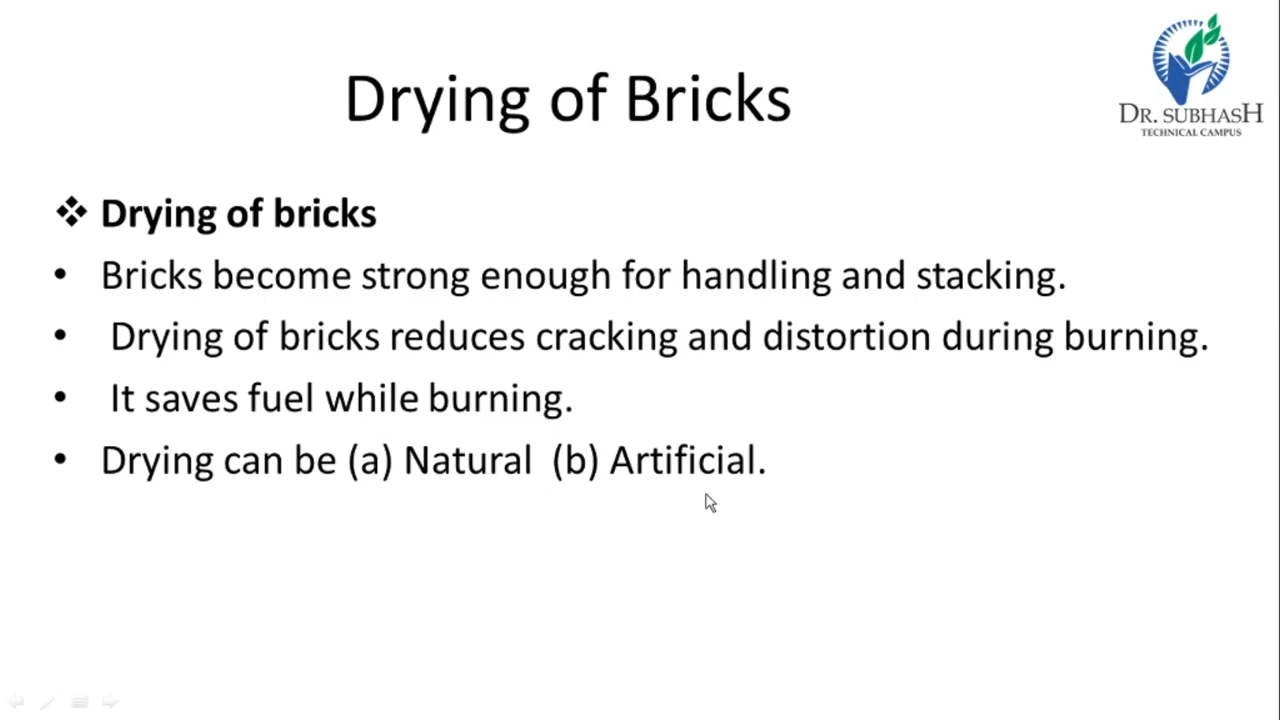 DR. SUBHASH
TECHNICAL CAMPUS
Drying of Bricks
❖ Drying of bricks
• Bricks become strong enough for handling and stacking.
• Drying of bricks reduces cracking and distortion during burning.
• It saves fuel while burning.
• Drying can be (a) Natural (b) Artificial.